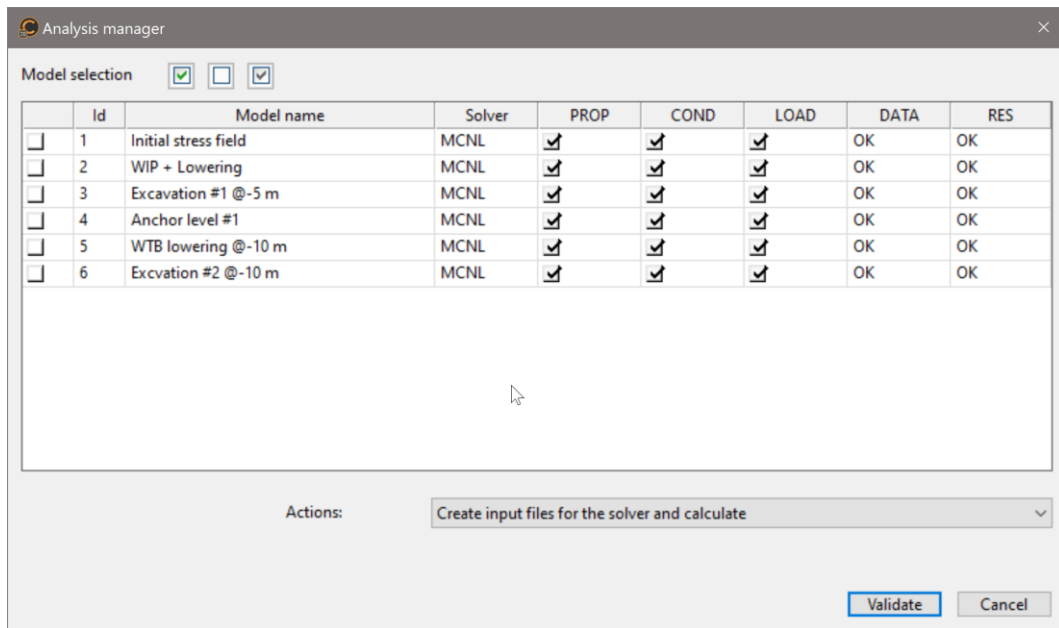 Analysis manager
Model selection
Id Model name Solver PROP COND LOAD DATA RES
1 Initial stress field MCNL OK OK
2 WIP + Lowering MCNL OK OK
3 Excavation #1 @-5 m MCNL OK OK
4 Anchor level #1 MCNL OK OK
5 WTB lowering @-10 m MCNL OK OK
6 Excvation #2 @-10 m MCNL OK OK
Actions: Create input files for the solver and calculate
Validate Cancel